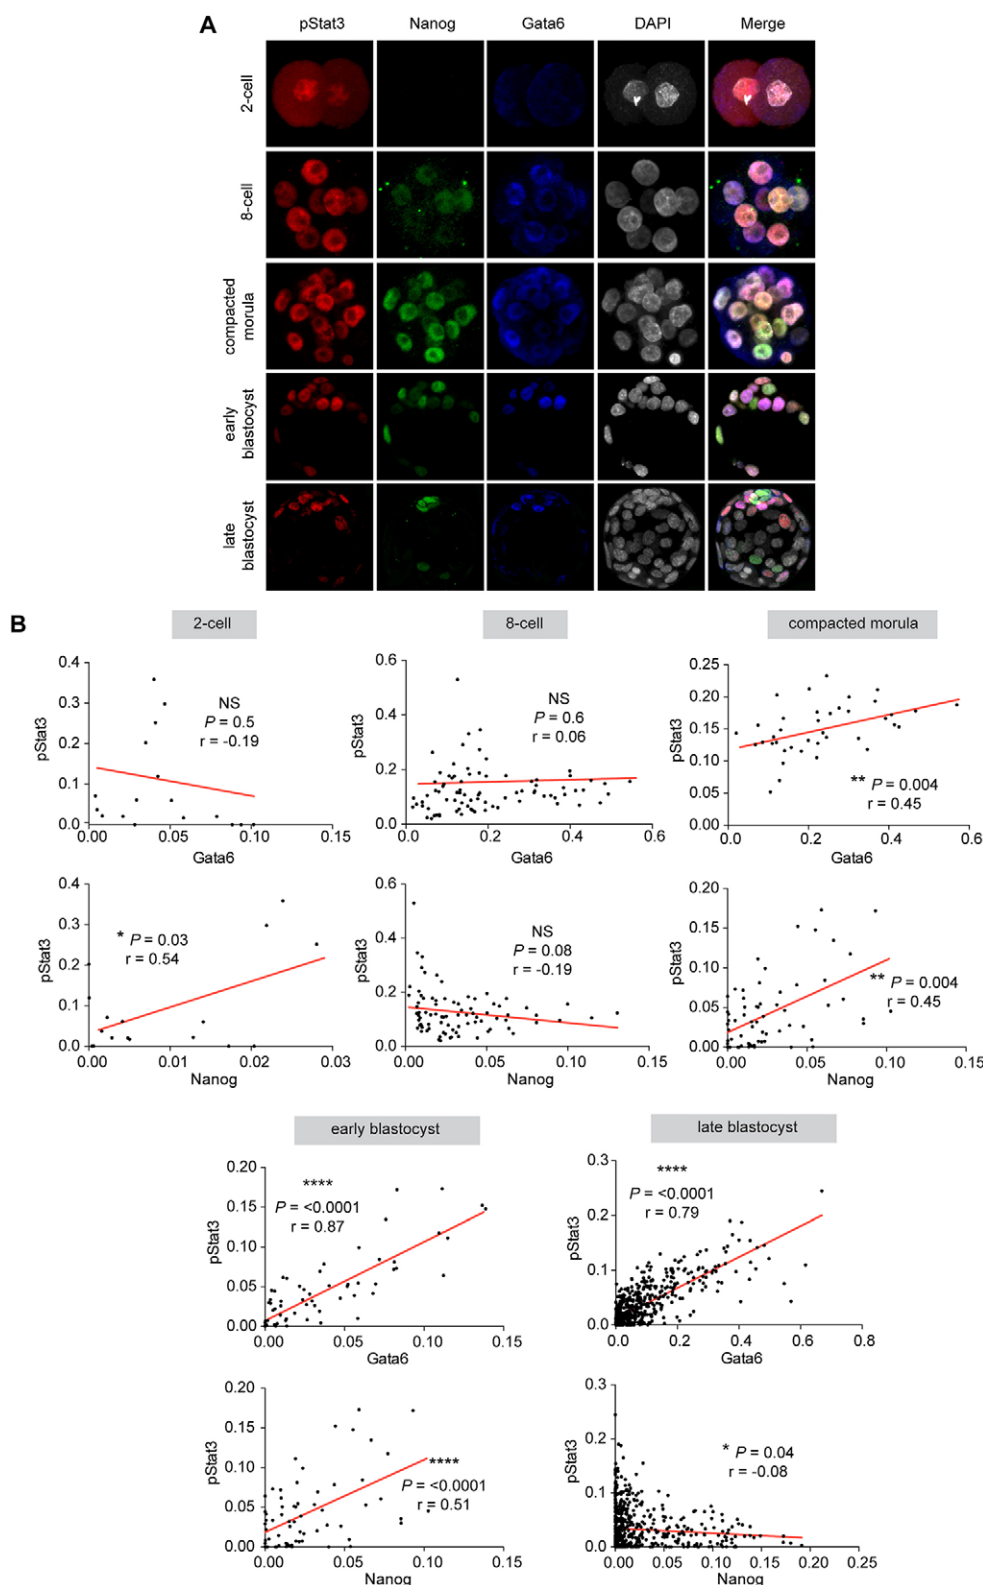 A
pStat3 Nanog Gata6 DAPI Merge
2-cell
8-cell
compacted
morula
early
blastocyst
late
blastocyst
B
2-cell 8-cell compacted morula
pStat3
0.4
0.3
0.2
0.1
0.0
0.0 0.05 0.10 0.15
Gata6
NS
P = 0.5
r = -0.19
pStat3
0.6
0.4
0.2
0.0
0.0 0.2 0.4 0.6
Gata6
NS
P = 0.6
r = 0.06
pStat3
0.25
0.20
0.15
0.10
0.05
0.00
0.0 0.2 0.4 0.6
Gata6
** P = 0.004
r = 0.45
pStat3
0.4
0.3
0.2
0.1
0.0
0.00 0.01 0.02 0.03
Nanog
* P = 0.03
r = 0.54
pStat3
0.6
0.4
0.2
0.0
0.00 0.05 0.10 0.15
Nanog
NS
P = 0.08
r = -0.19
pStat3
0.20
0.15
0.10
0.05
0.00
0.00 0.05 0.10 0.15
Nanog
** P = 0.004
r = 0.45
early blastocyst late blastocyst
pStat3
0.20
0.15
0.10
0.05
0.00
0.00 0.05 0.10 0.15
Gata6
****
P = <0.0001
r = 0.87
pStat3
0.3
0.2
0.1
0.0
0.0 0.2 0.4 0.6 0.8
Gata6
****
P = <0.0001
r = 0.79
pStat3
0.20
0.15
0.10
0.05
0.00
0.00 0.05 0.10 0.15
Nanog
****
P = <0.0001
r = 0.51
pStat3
0.3
0.2
0.1
0.0
0.00 0.05 0.10 0.15 0.20 0.25
Nanog
* P = 0.04
r = -0.08